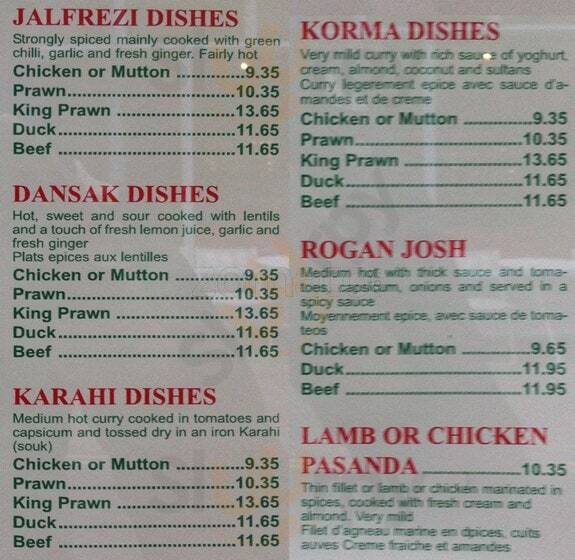 JALFREZI DISHES
Strongly spiced mainly cooked with green
chilli, garlic and fresh ginger. Fairly hot
Chicken or Mutton ............9.35
Prawn..............................10.35
King Prawn .....................13.65
Duck................................11.65
Beef ................................11.65
DANSAK DISHES
Hot, sweet and sour cooked with lentils
and a touch of fresh lemon juice, garlic and
fresh ginger
Plats epices aux lentilles
Chicken or Mutton ............9.35
Prawn..............................10.35
King Prawn .....................13.65
Duck................................11.65
Beef ................................11.65
KARAHI DISHES
Medium hot curry cooked in tomatoes and
capsicum and tossed dry in an iron Karahi
(souk)
Chicken or Mutton ............9.35
Prawn..............................10.35
King Prawn .....................13.65
Duck................................11.65
Beef ................................11.65
KORMA DISHES
Very mild curry with rich sauce of yoghurt,
cream, almond, coconut and sultans
Curry legerement epice avec sauce d'a-
mandes et de creme
Chicken or Mutton ............9.35
Prawn..............................10.35
King Prawn .....................13.65
Duck................................11.65
Beef ................................11.65
ROGAN JOSH
Medium hot with thick sauce and toma-
toes, capsicum, onions and served in a
spicy sauce
Moyennement epice, avec sauce de toma-
teos
Chicken or Mutton ............9.65
Duck................................11.95
Beef ................................11.95
LAMB OR CHICKEN
PASANDA ..................10.35
Thin fillet or lamb or chicken marinated in
spices, cooked with fresh cream and
almond. Very mild
Filet d'agneau marine en dpices, cuits
auves Creme fraiche et amandes